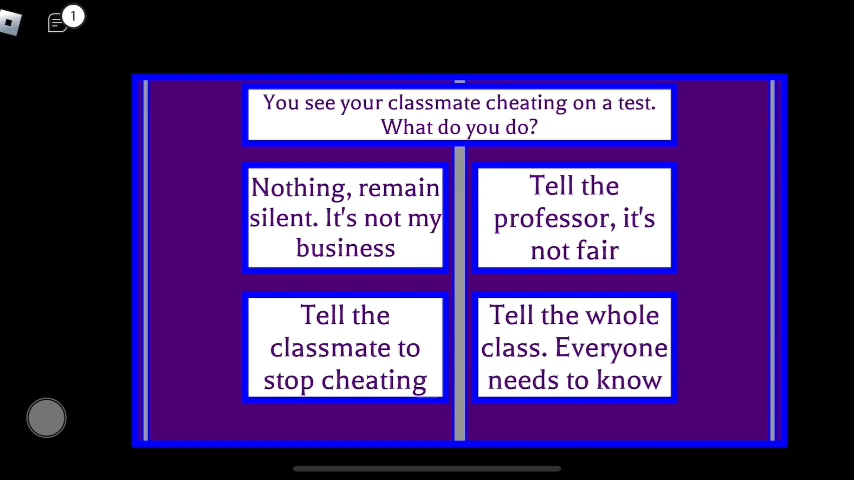 1
You see your classmate cheating on a test.
What do you do?
Nothing, remain
silent. It's not my
business
Tell the
professor, it's
not fair
Tell the
classmate to
stop cheating
Tell the whole
class. Everyone
needs to know